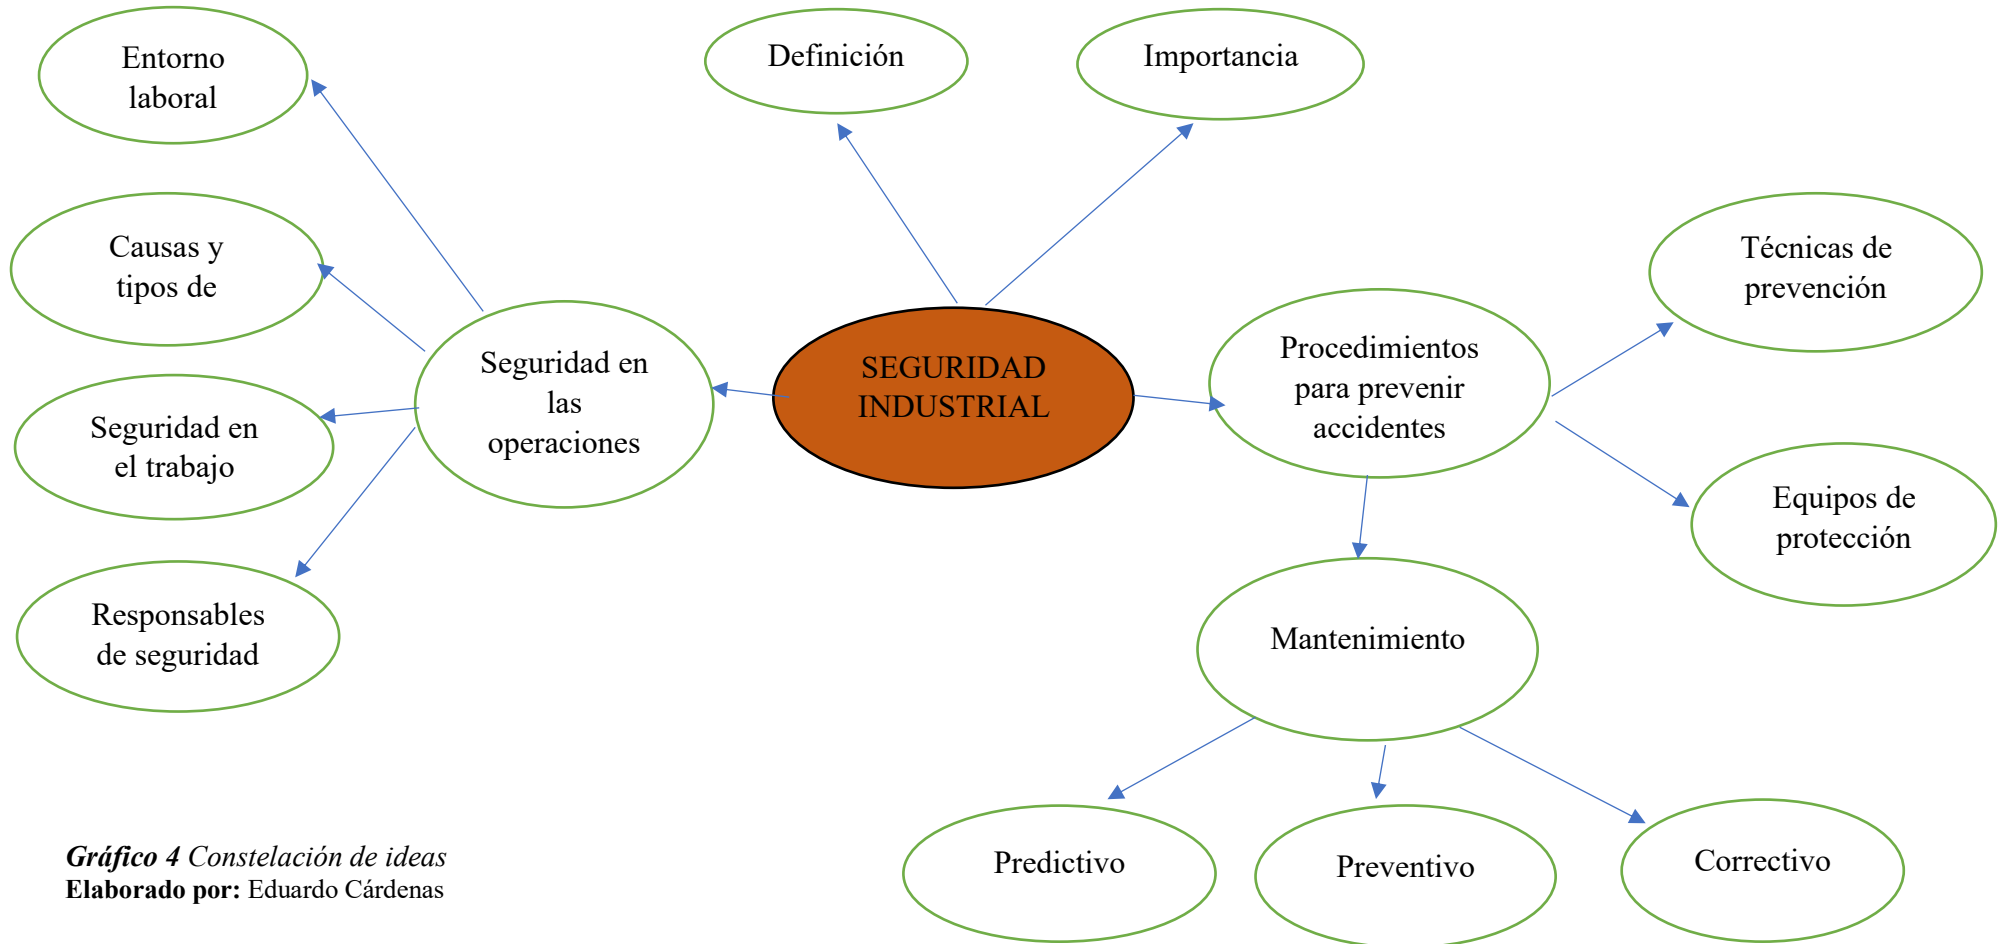 Entorno
laboral
Definición
Importancia
Causas y
tipos de
Técnicas de
prevención
Seguridad en
las
operaciones
SEGURIDAD
INDUSTRIAL
Procedimientos
para prevenir
accidentes
Seguridad en
el trabajo
Equipos de
protección
Responsables
de seguridad
Mantenimiento
Predictivo
Preventivo
Correctivo
Gráfico 4 Constelación de ideas
Elaborado por: Eduardo Cárdenas